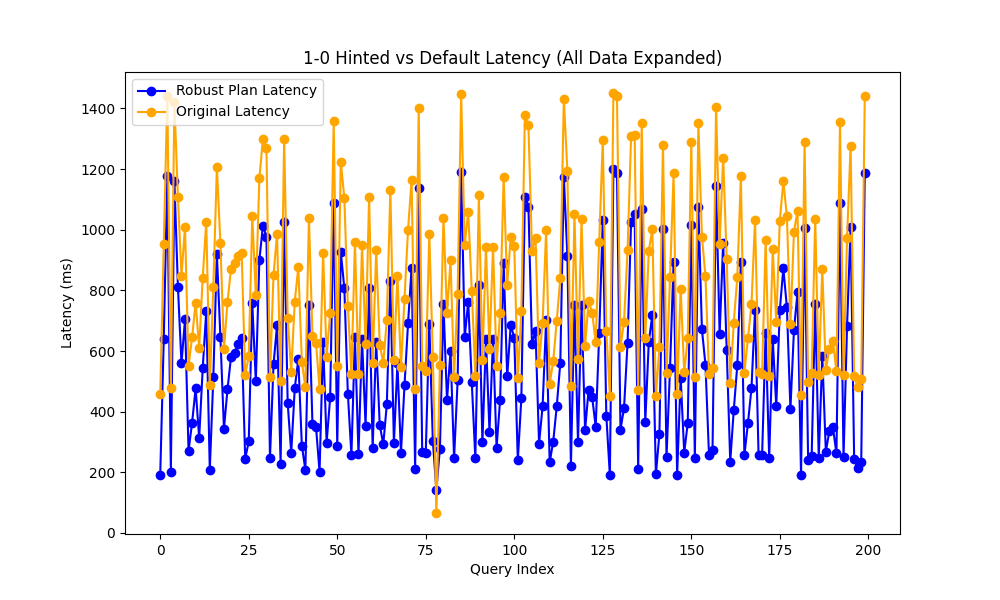 1-0 Hinted vs Default Latency (All Data Expanded)
Robust Plan Latency
Original Latency
Latency (ms)
1400
1200
1000
800
600
400
200
0
0 25 50 75 100 125 150 175 200
Query Index